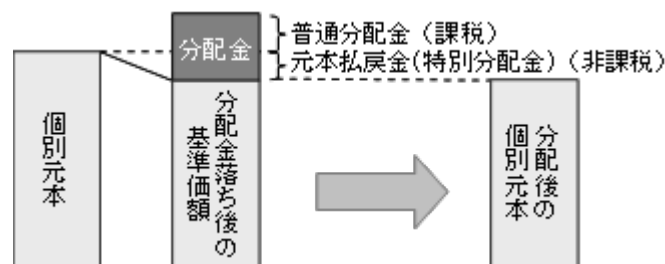 分配金
普通分配金（課税）
元本払戻金(特別分配金)（非課税）
個別元本
分配金落ち後の
基準価額
分配後の
個別元本